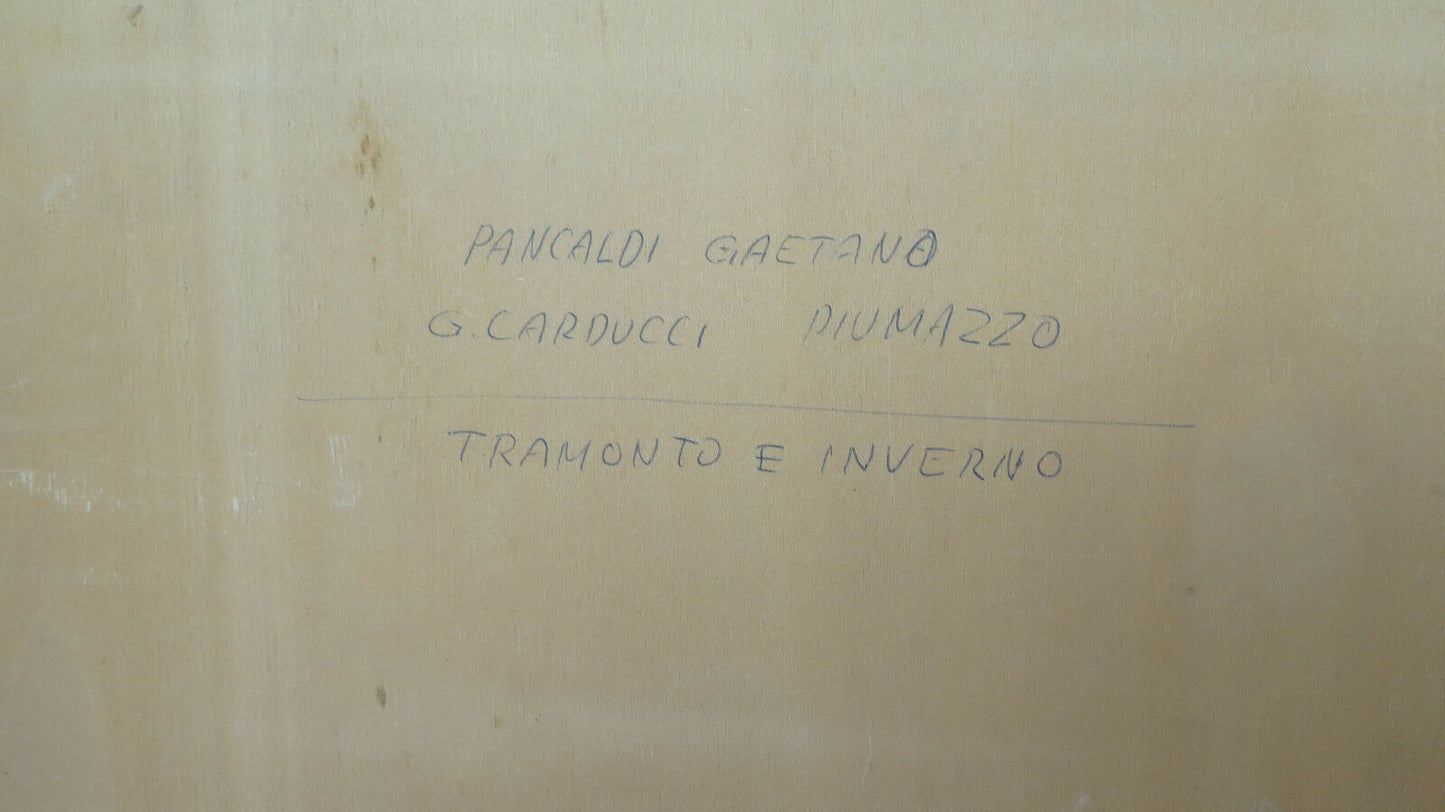 PANCALDI GAETANO
G. CARDUCCI PIUMAZZO
TRAMONTO E INVERNO